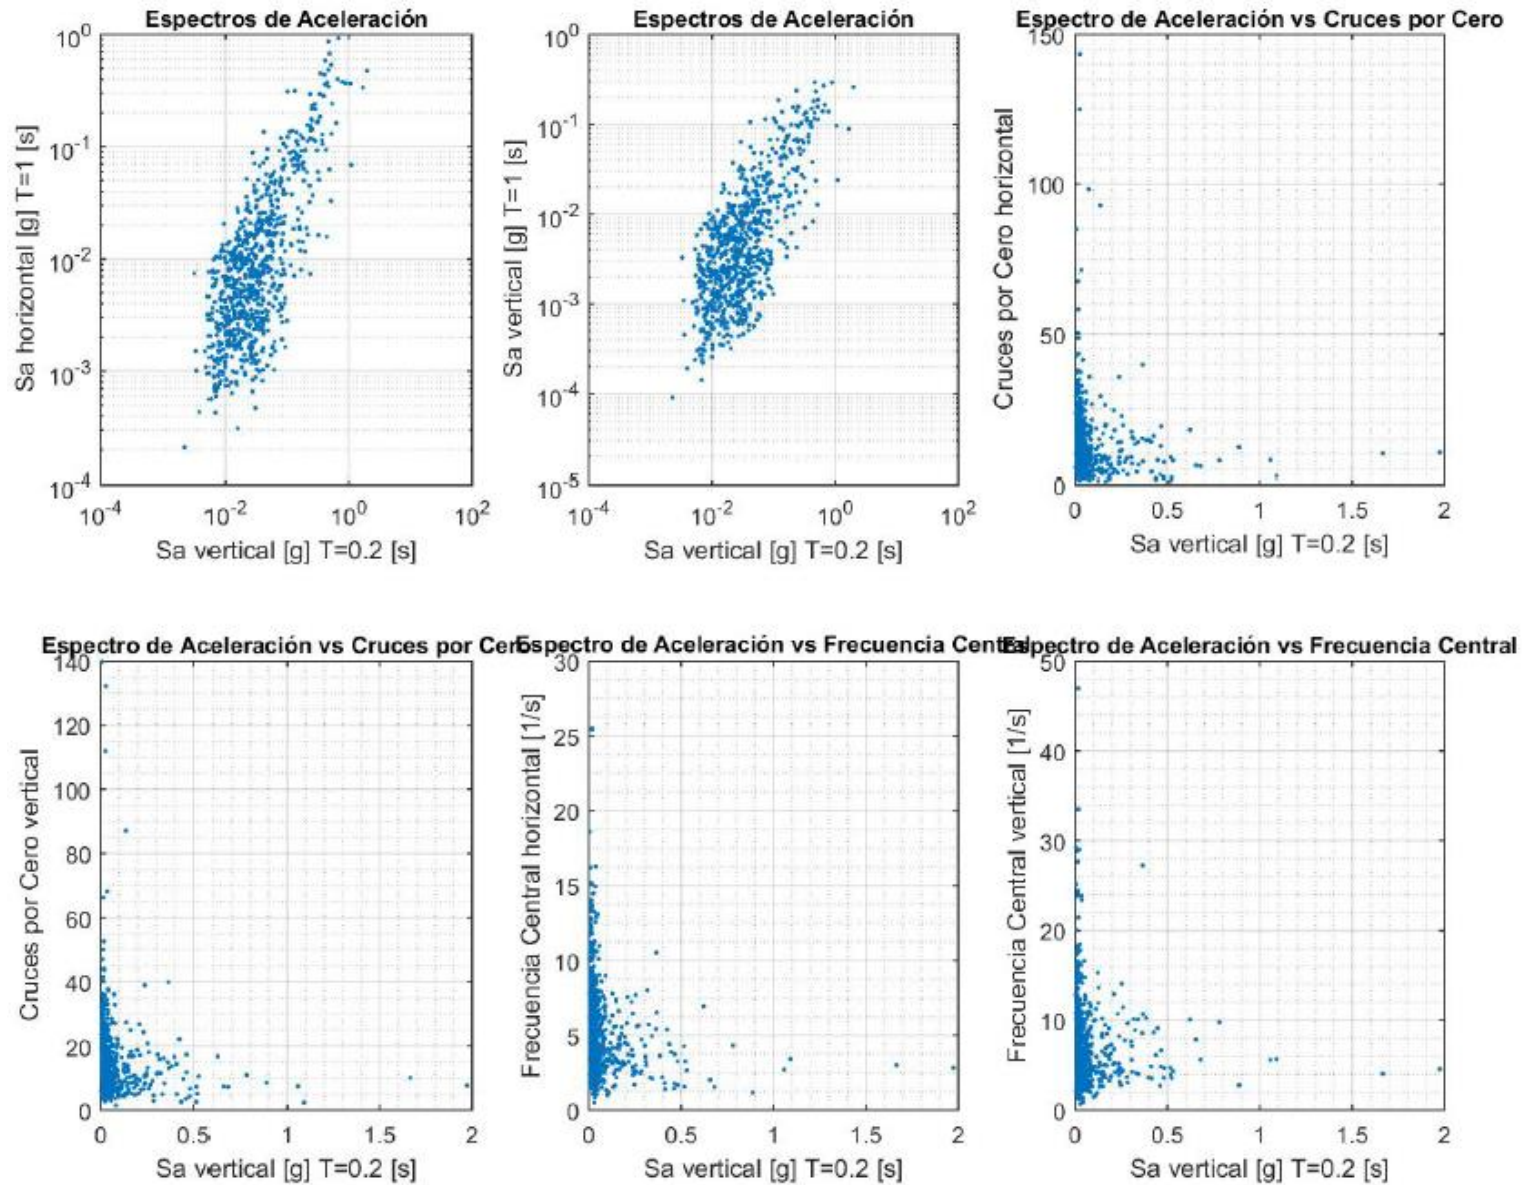 Espectros de Aceleración
Sa horizontal [g] T=1 [s]
10^0
10^-1
10^-2
10^-3
10^-4
10^-4 10^-2 10^0 10^2
Sa vertical [g] T=0.2 [s]
Espectros de Aceleración
Sa vertical [g] T=1 [s]
10^0
10^-1
10^-2
10^-3
10^-4
10^-5
10^-4 10^-2 10^0 10^2
Sa vertical [g] T=0.2 [s]
Espectro de Aceleración vs Cruces por Cero
Cruces por Cero horizontal
150
100
50
0
0 0.5 1 1.5 2
Sa vertical [g] T=0.2 [s]
Espectro de Aceleración vs Cruces por Cero
Cruces por Cero vertical
140
120
100
80
60
40
20
0
0 0.5 1 1.5 2
Sa vertical [g] T=0.2 [s]
Espectro de Aceleración vs Frecuencia Central
Frecuencia Central horizontal [1/s]
30
25
20
15
10
5
0
0 0.5 1 1.5 2
Sa vertical [g] T=0.2 [s]
Espectro de Aceleración vs Frecuencia Central
Frecuencia Central vertical [1/s]
50
40
30
20
10
0
0 0.5 1 1.5 2
Sa vertical [g] T=0.2 [s]